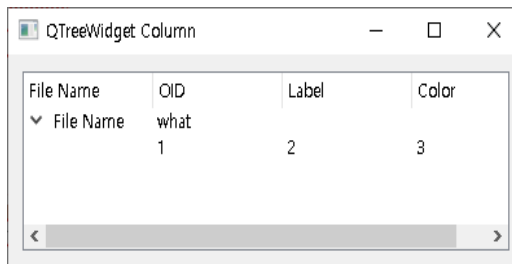 QTreeWidget Column
File Name OID Label Color
File Name what
1 2 3